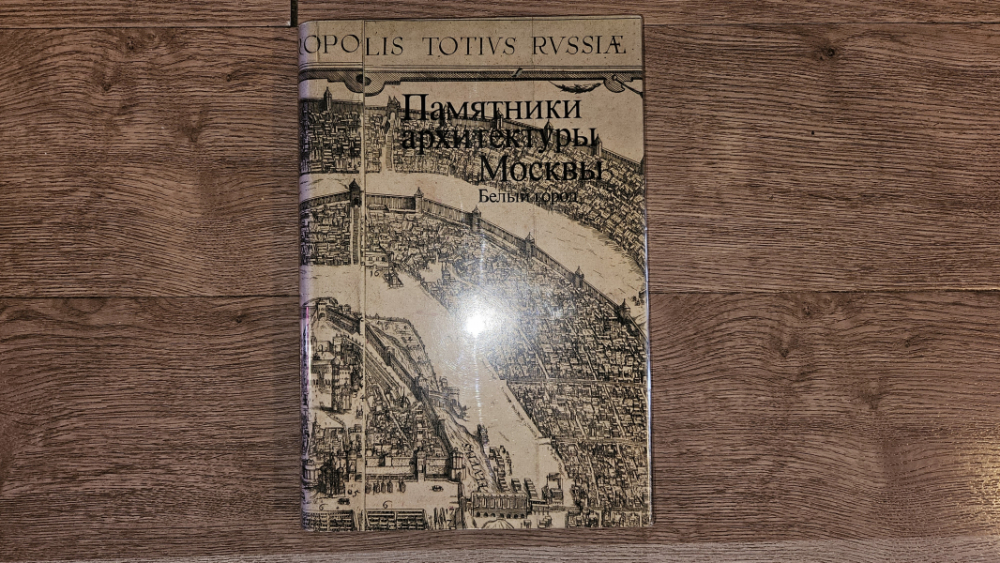 OPOLIS TOTIVS RVSSIÆ
Памятники
архитектуры
Москвы
Белый город